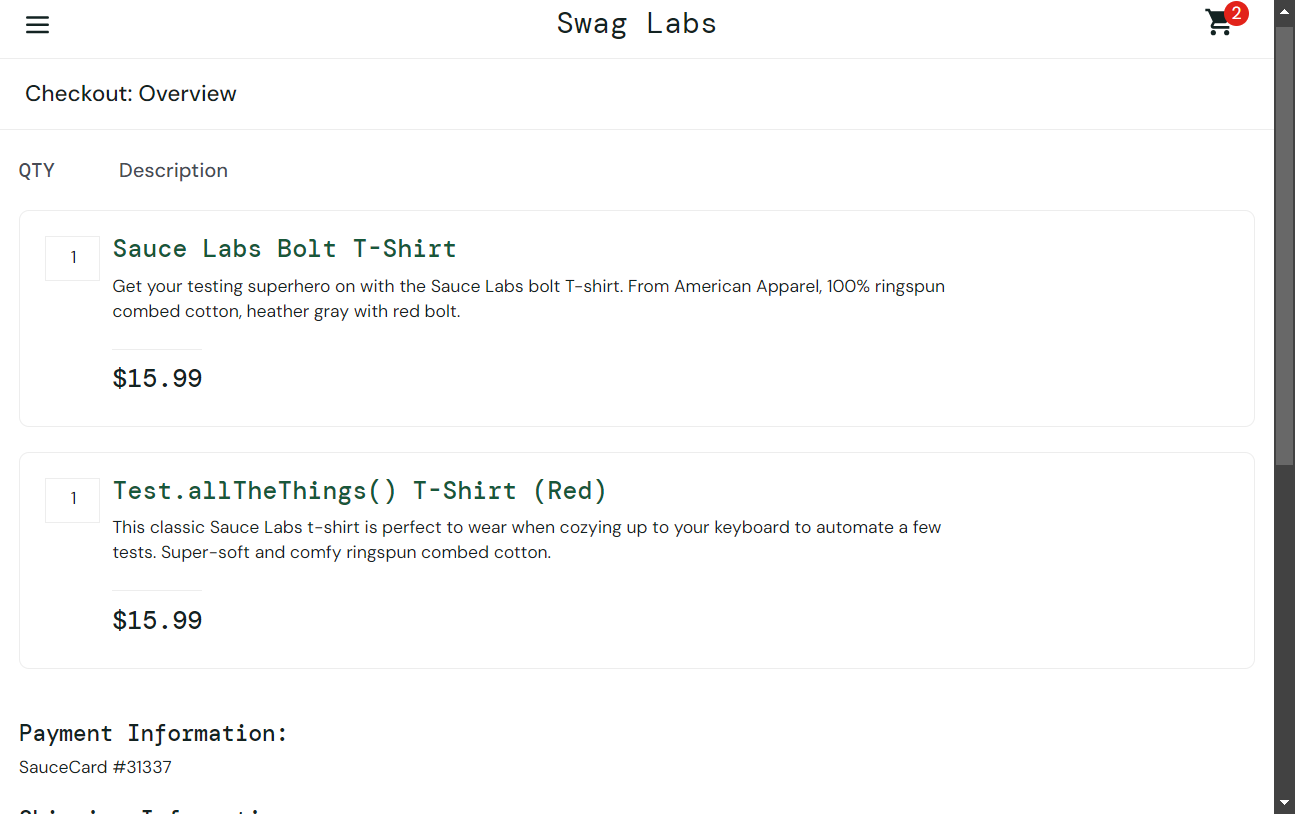 Swag Labs
2
Checkout: Overview
QTY Description
1
Sauce Labs Bolt T-Shirt
Get your testing superhero on with the Sauce Labs bolt T-shirt. From American Apparel, 100% ringspun
combed cotton, heather gray with red bolt.
$15.99
1
Test.allTheThings() T-Shirt (Red)
This classic Sauce Labs t-shirt is perfect to wear when cozying up to your keyboard to automate a few
tests. Super-soft and comfy ringspun combed cotton.
$15.99
Payment Information:
SauceCard #31337